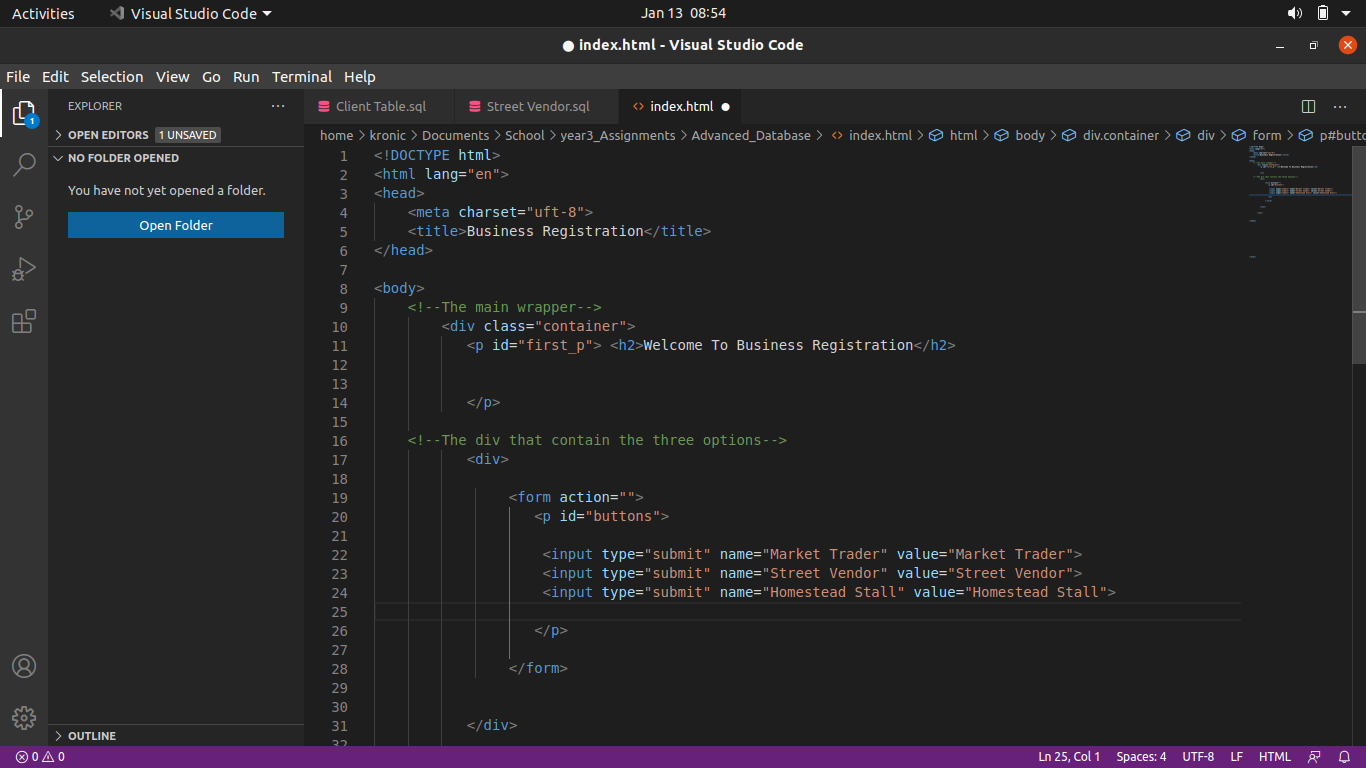 Activities Visual Studio Code Jan 13 08:54
● index.html - Visual Studio Code
File Edit Selection View Go Run Terminal Help
EXPLORER ···
Client Table.sql Street Vendor.sql <> index.html ● ···
1
OPEN EDITORS 1 UNSAVED
NO FOLDER OPENED
You have not yet opened a folder.
Open Folder
OUTLINE
home > kronic > Documents > School > year3_Assignments > Advanced_Database > <> index.html > html > body > div.container > div > form > p#butto
1 <!DOCTYPE html>
2 <html lang="en">
3 <head>
4 <meta charset="uft-8">
5 <title>Business Registration</title>
6 </head>
7
8 <body>
9 <!--The main wrapper-->
10 <div class="container">
11 <p id="first_p"> <h2>Welcome To Business Registration</h2>
12
13
14 </p>
15
16 <!--The div that contain the three options-->
17 <div>
18
19 <form action="">
20 <p id="buttons">
21
22 <input type="submit" name="Market Trader" value="Market Trader">
23 <input type="submit" name="Street Vendor" value="Street Vendor">
24 <input type="submit" name="Homestead Stall" value="Homestead Stall">
25
26 </p>
27
28 </form>
29
30
31 </div>
32
0 0 Ln 25, Col 1 Spaces: 4 UTF-8 LF HTML